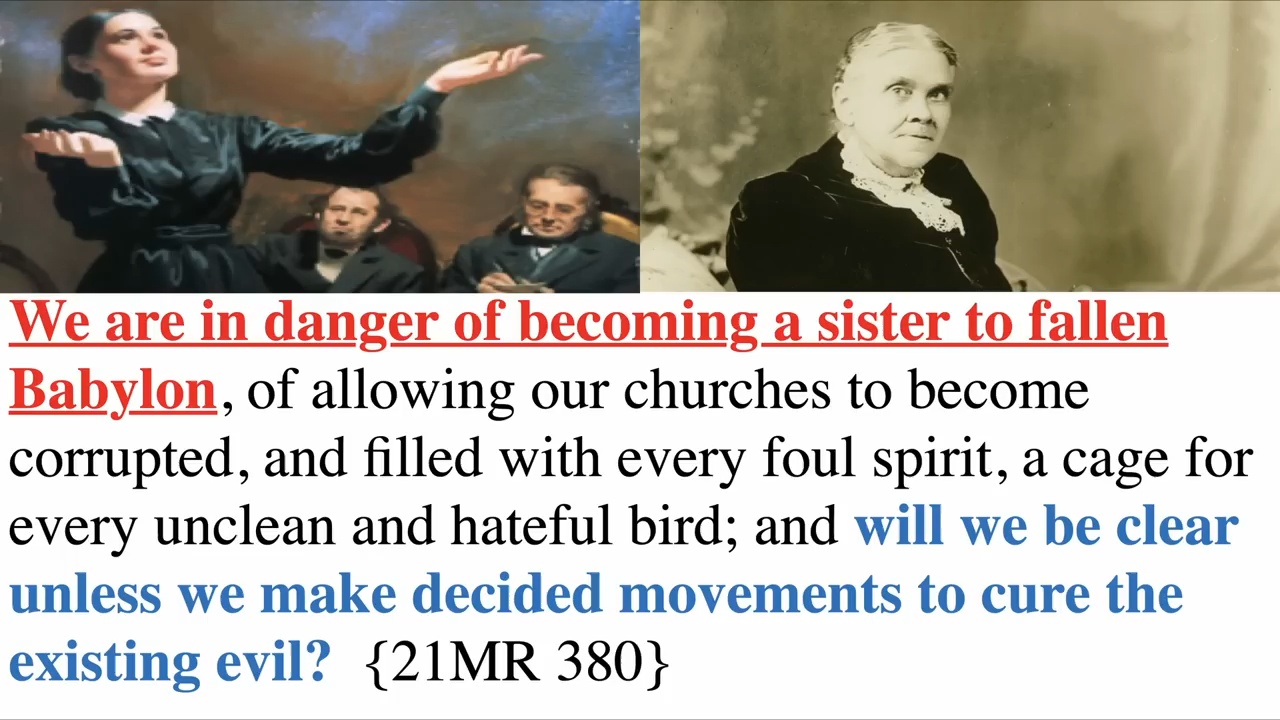 We are in danger of becoming a sister to fallen
Babylon, of allowing our churches to become
corrupted, and filled with every foul spirit, a cage for
every unclean and hateful bird; and will we be clear
unless we make decided movements to cure the
existing evil? {21MR 380}